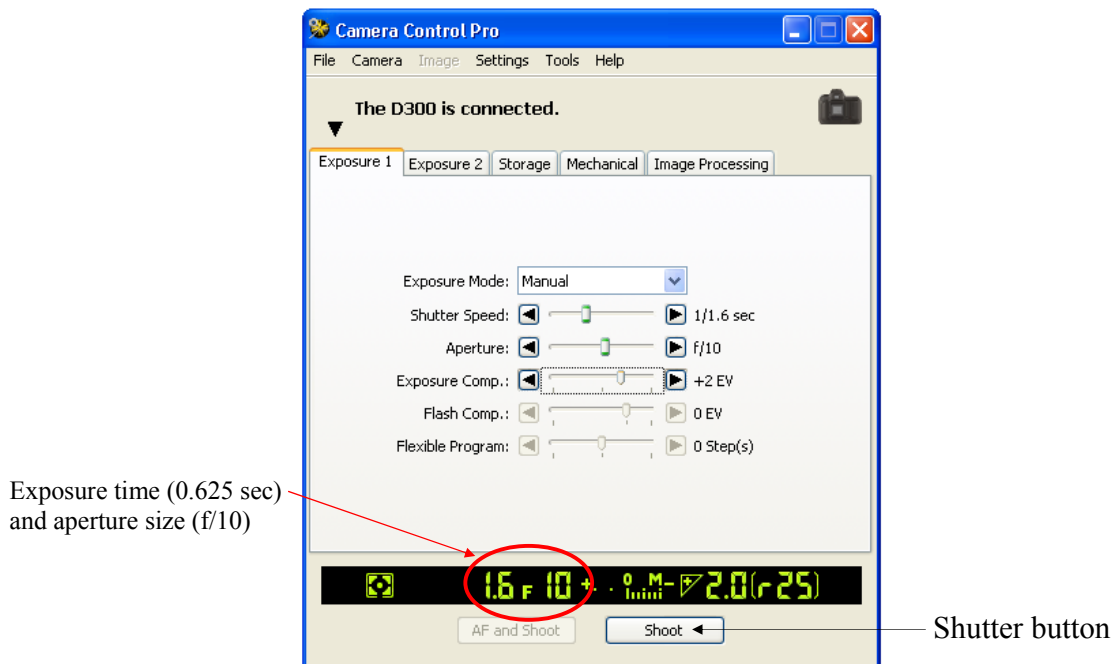 Camera Control Pro
File Camera Image Settings Tools Help
The D300 is connected.
Exposure 1 Exposure 2 Storage Mechanical Image Processing
Exposure Mode: Manual
Shutter Speed: 1/1.6 sec
Aperture: f/10
Exposure Comp.: +2 EV
Flash Comp.: 0 EV
Flexible Program: 0 Step(s)
Exposure time (0.625 sec)
and aperture size (f/10)
1.6 F 10 + . . 0 M - 2.0 (r 25)
AF and Shoot Shoot
Shutter button